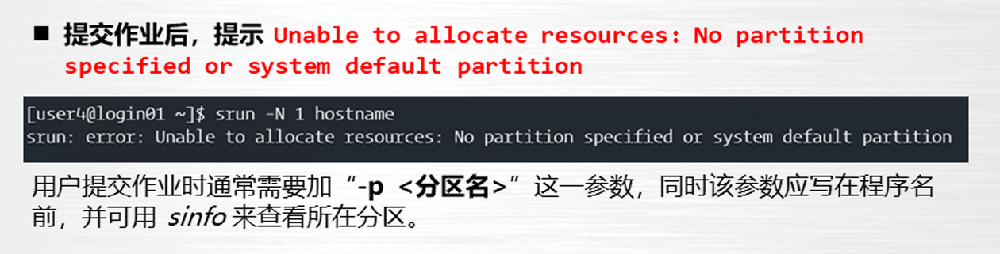 ■ 提交作业后，提示 Unable to allocate resources: No partition
specified or system default partition
[user4@login01 ~]$ srun -N 1 hostname
srun: error: Unable to allocate resources: No partition specified or system default partition
用户提交作业时通常需要加“-p <分区名>”这一参数，同时该参数应写在程序名
前，并可用 sinfo 来查看所在分区。